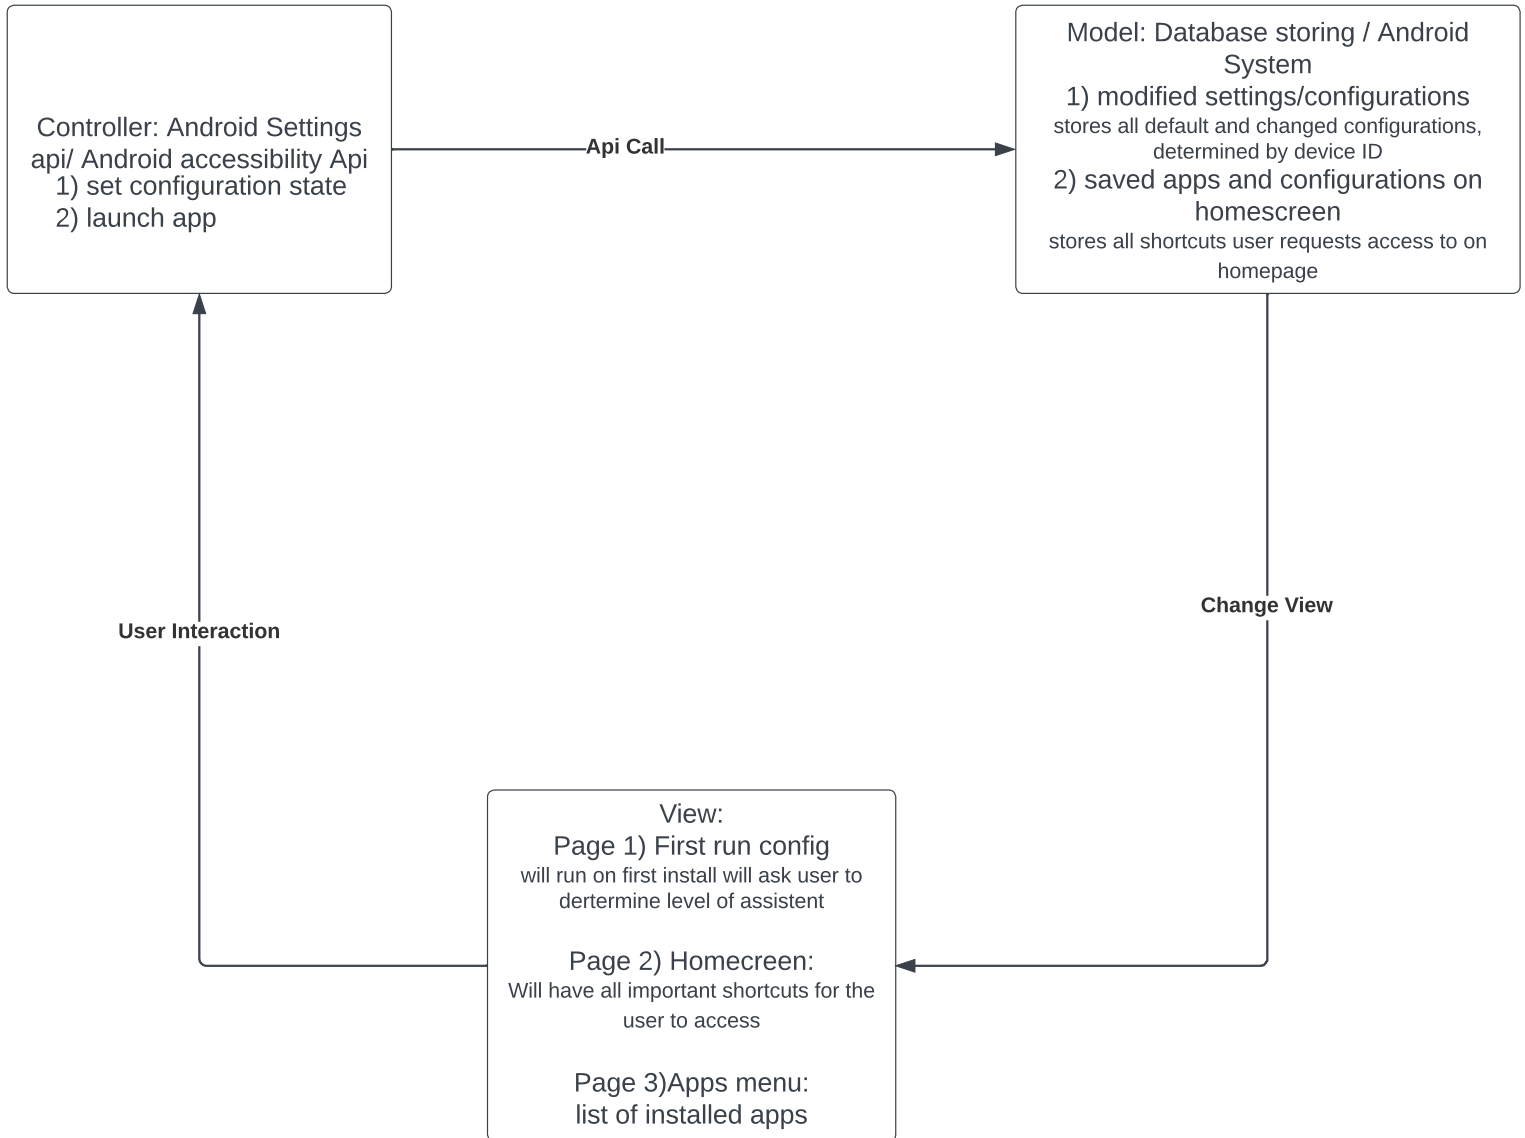 Controller: Android Settings
api/ Android accessibility Api
1) set configuration state
2) launch app
Api Call
Model: Database storing / Android
System
1) modified settings/configurations
stores all default and changed configurations,
determined by device ID
2) saved apps and configurations on
homescreen
stores all shortcuts user requests access to on
homepage
User Interaction
Change View
View:
Page 1) First run config
will run on first install will ask user to
dertermine level of assistent
Page 2) Homecreen:
Will have all important shortcuts for the
user to access
Page 3)Apps menu:
list of installed apps